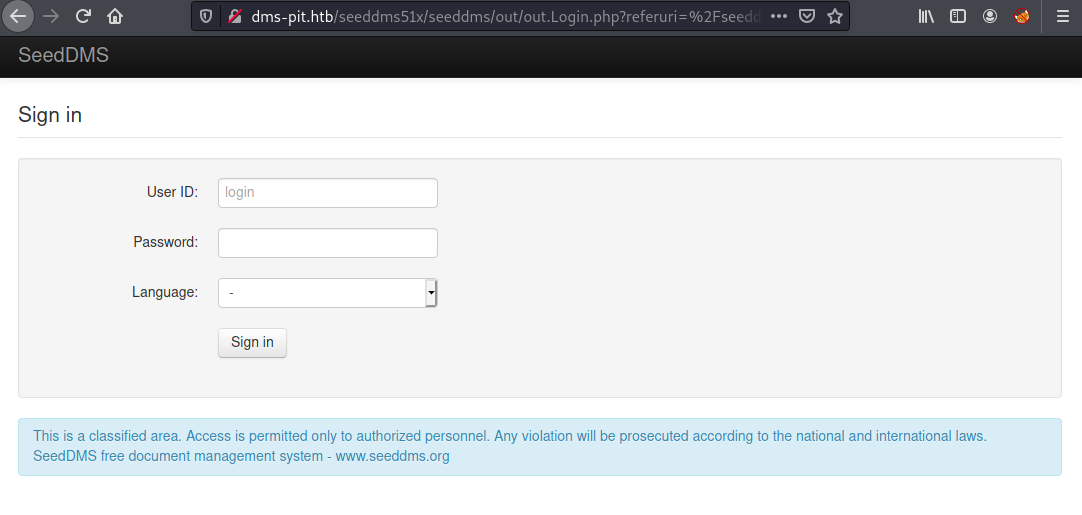 dms-pit.htb/seeddms51x/seeddms/out/out.Login.php?referuri=%2Fseedd
SeedDMS
Sign in
User ID: login
Password:
Language: -
Sign in
This is a classified area. Access is permitted only to authorized personnel. Any violation will be prosecuted according to the national and international laws.
SeedDMS free document management system - www.seeddms.org